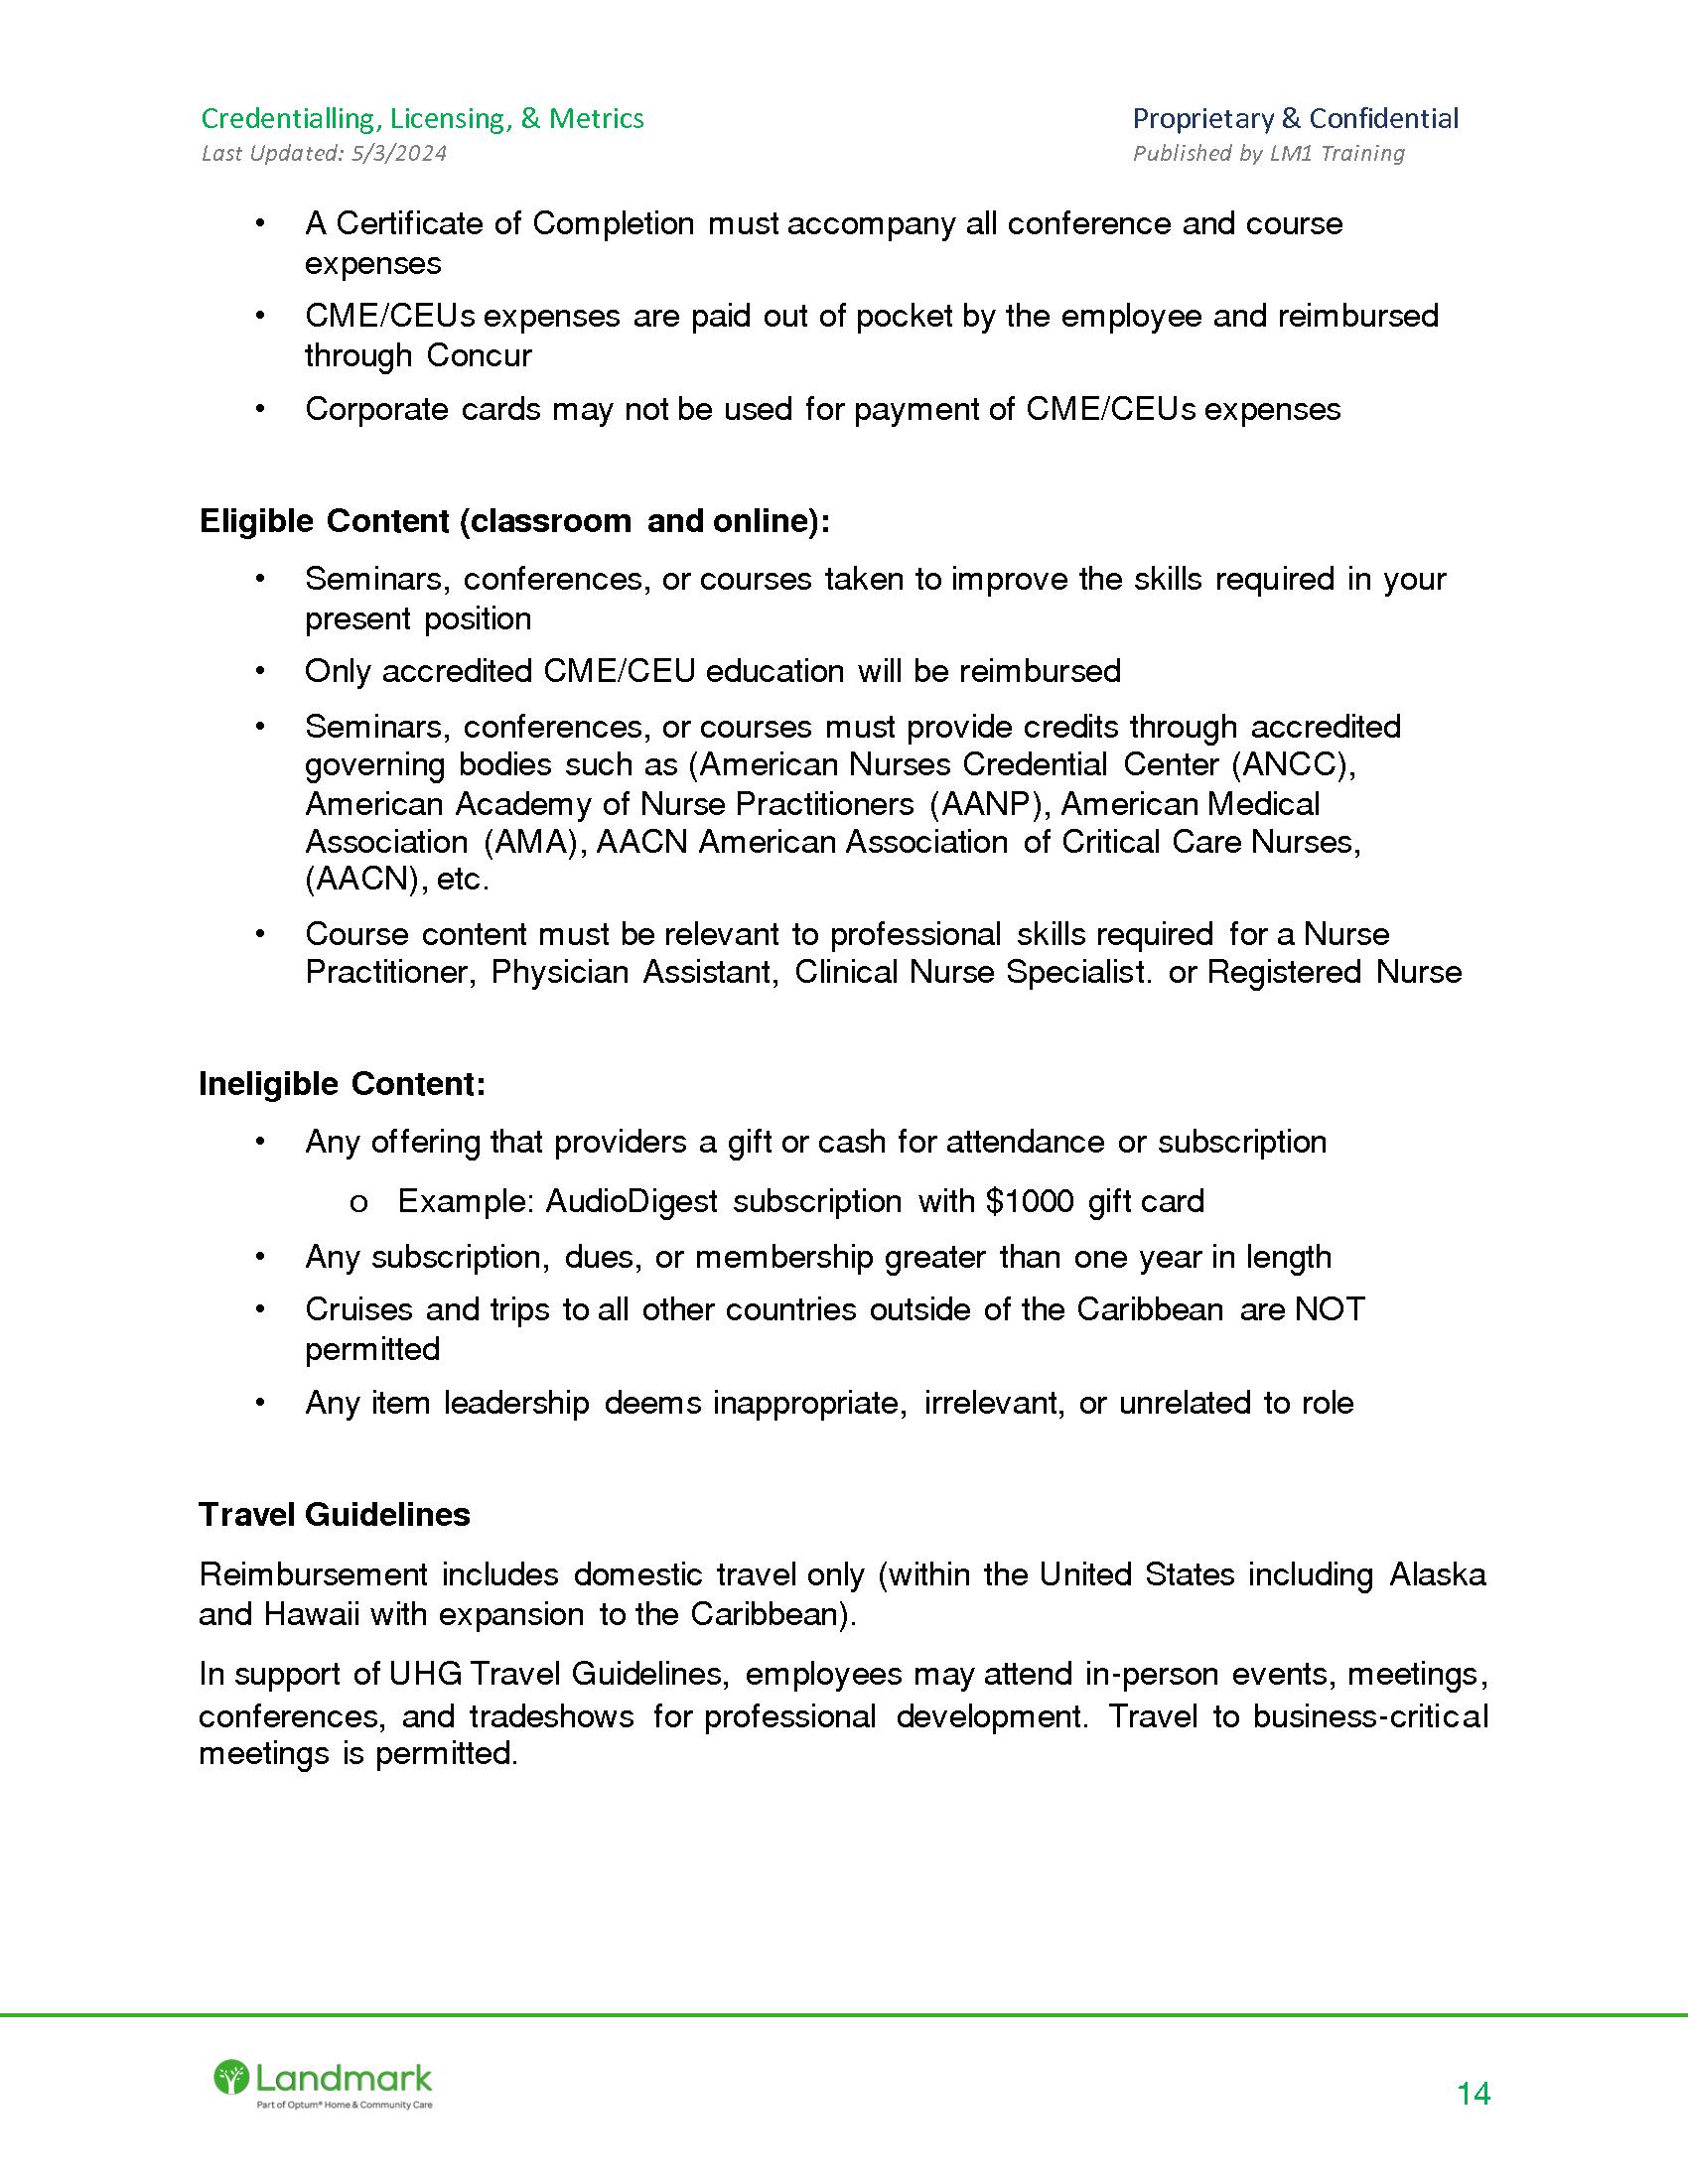 Credentialling, Licensing, & Metrics
Proprietary & Confidential
Last Updated: 5/3/2024
Published by LM1 Training
• A Certificate of Completion must accompany all conference and course
expenses
• CME/CEUs expenses are paid out of pocket by the employee and reimbursed
through Concur
• Corporate cards may not be used for payment of CME/CEUs expenses
Eligible Content (classroom and online):
• Seminars, conferences, or courses taken to improve the skills required in your
present position
• Only accredited CME/CEU education will be reimbursed
• Seminars, conferences, or courses must provide credits through accredited
governing bodies such as (American Nurses Credential Center (ANCC),
American Academy of Nurse Practitioners (AANP), American Medical
Association (AMA), AACN American Association of Critical Care Nurses,
(AACN), etc.
• Course content must be relevant to professional skills required for a Nurse
Practitioner, Physician Assistant, Clinical Nurse Specialist. or Registered Nurse
Ineligible Content:
• Any offering that providers a gift or cash for attendance or subscription
o Example: AudioDigest subscription with $1000 gift card
• Any subscription, dues, or membership greater than one year in length
• Cruises and trips to all other countries outside of the Caribbean are NOT
permitted
• Any item leadership deems inappropriate, irrelevant, or unrelated to role
Travel Guidelines
Reimbursement includes domestic travel only (within the United States including Alaska
and Hawaii with expansion to the Caribbean).
In support of UHG Travel Guidelines, employees may attend in-person events, meetings,
conferences, and tradeshows for professional development. Travel to business-critical
meetings is permitted.
Landmark
Part of Optum® Home & Community Care
14